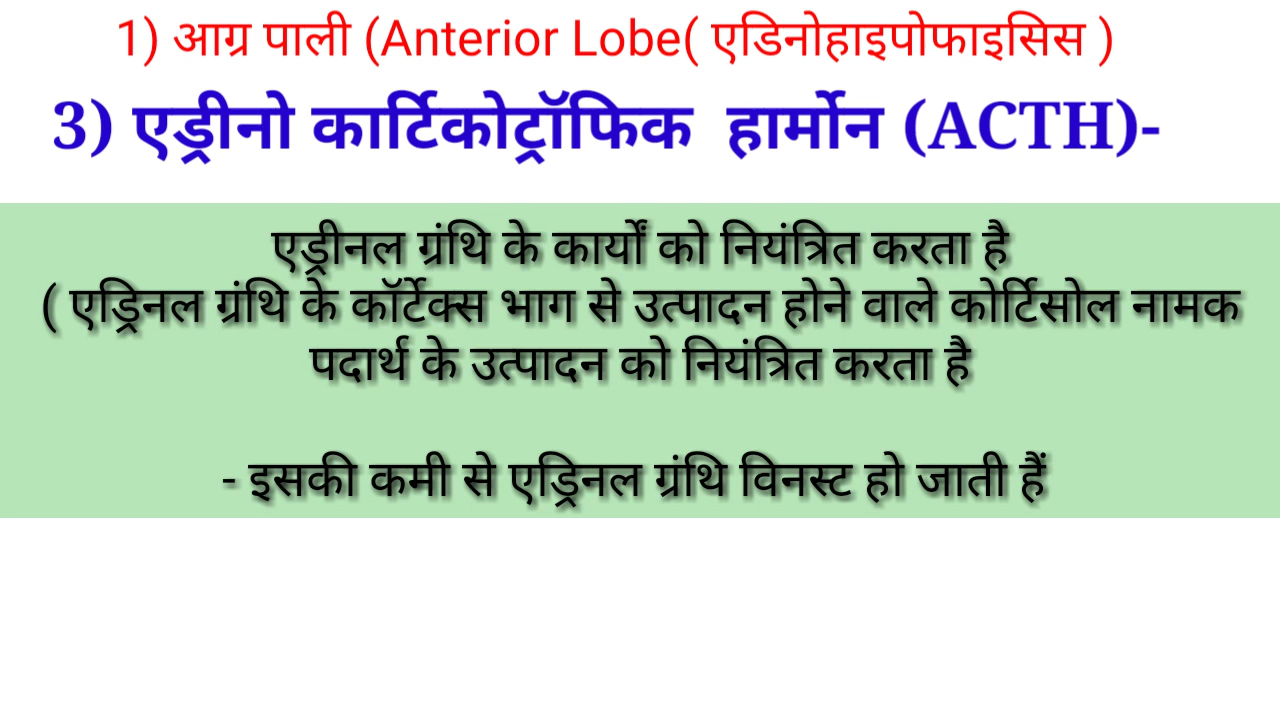 1) आग्र पाली (Anterior Lobe( एडिनोहाइपोफाइसिस )
3) एड्रीनो कार्टिकोट्रॉफिक हार्मोन (ACTH)-
एड्रीनल ग्रंथि के कार्यों को नियंत्रित करता है
( एड्रिनल ग्रंथि के कॉर्टेक्स भाग से उत्पादन होने वाले कोर्टिसोल नामक
पदार्थ के उत्पादन को नियंत्रित करता है
- इसकी कमी से एड्रिनल ग्रंथि विनस्ट हो जाती हैं